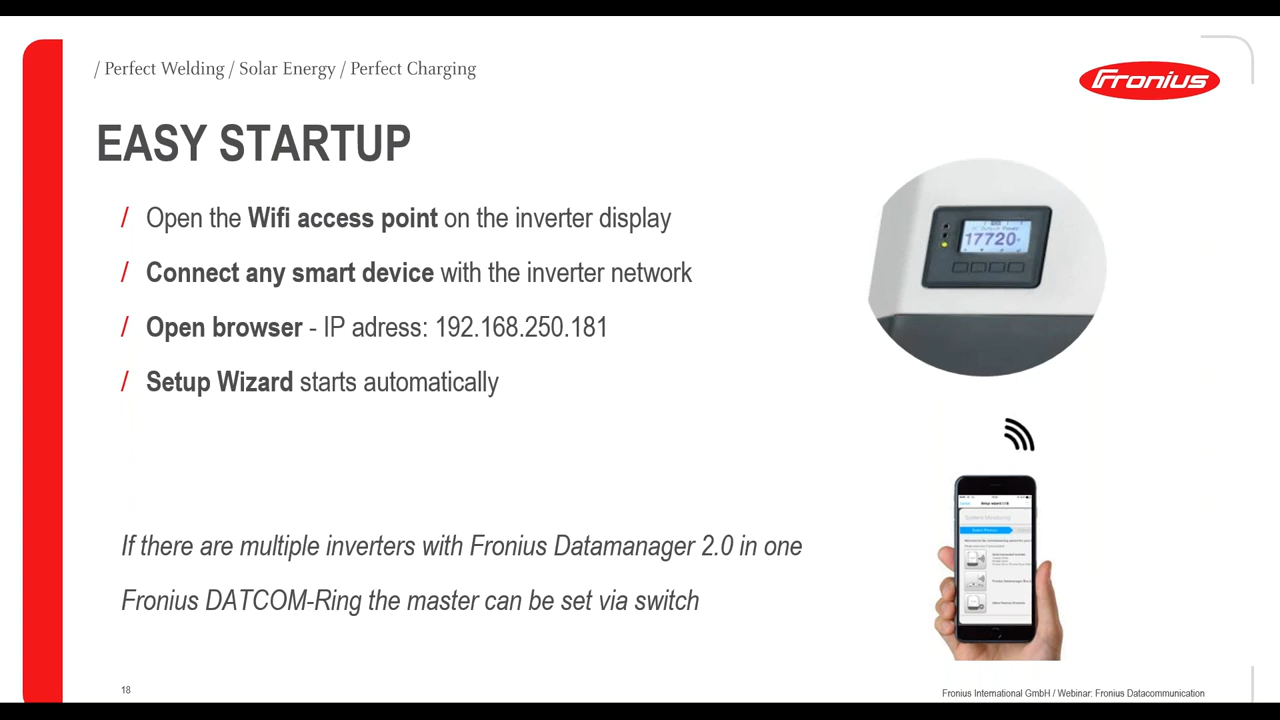 / Perfect Welding / Solar Energy / Perfect Charging
Fronius
EASY STARTUP
/ Open the Wifi access point on the inverter display
/ Connect any smart device with the inverter network
/ Open browser - IP adress: 192.168.250.181
/ Setup Wizard starts automatically
17720
If there are multiple inverters with Fronius Datamanager 2.0 in one
Fronius DATCOM-Ring the master can be set via switch
System Monitoring
18
Fronius International GmbH / Webinar: Fronius Datacommunication